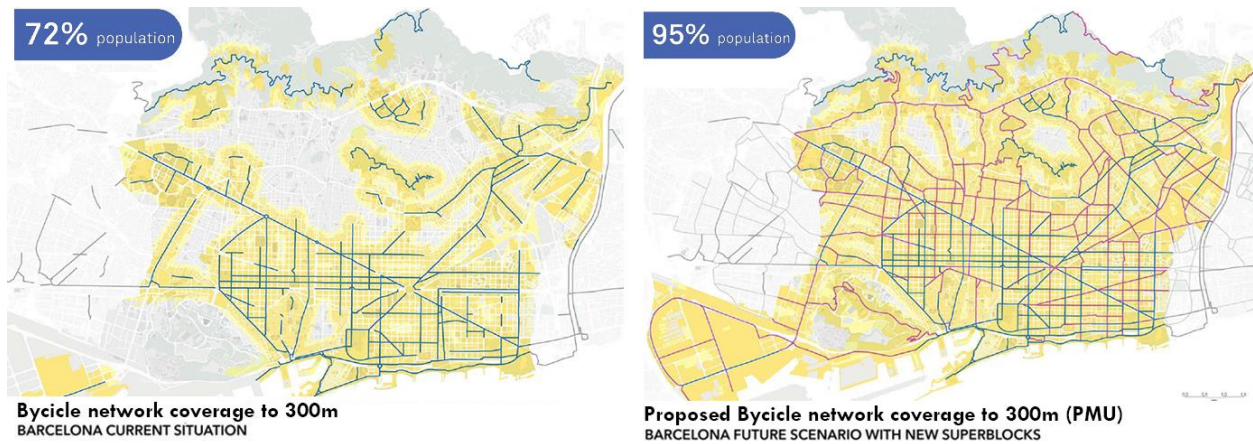 72% population
95% population
Bycicle network coverage to 300m
BARCELONA CURRENT SITUATION
Proposed Bycicle network coverage to 300m (PMU)
BARCELONA FUTURE SCENARIO WITH NEW SUPERBLOCKS